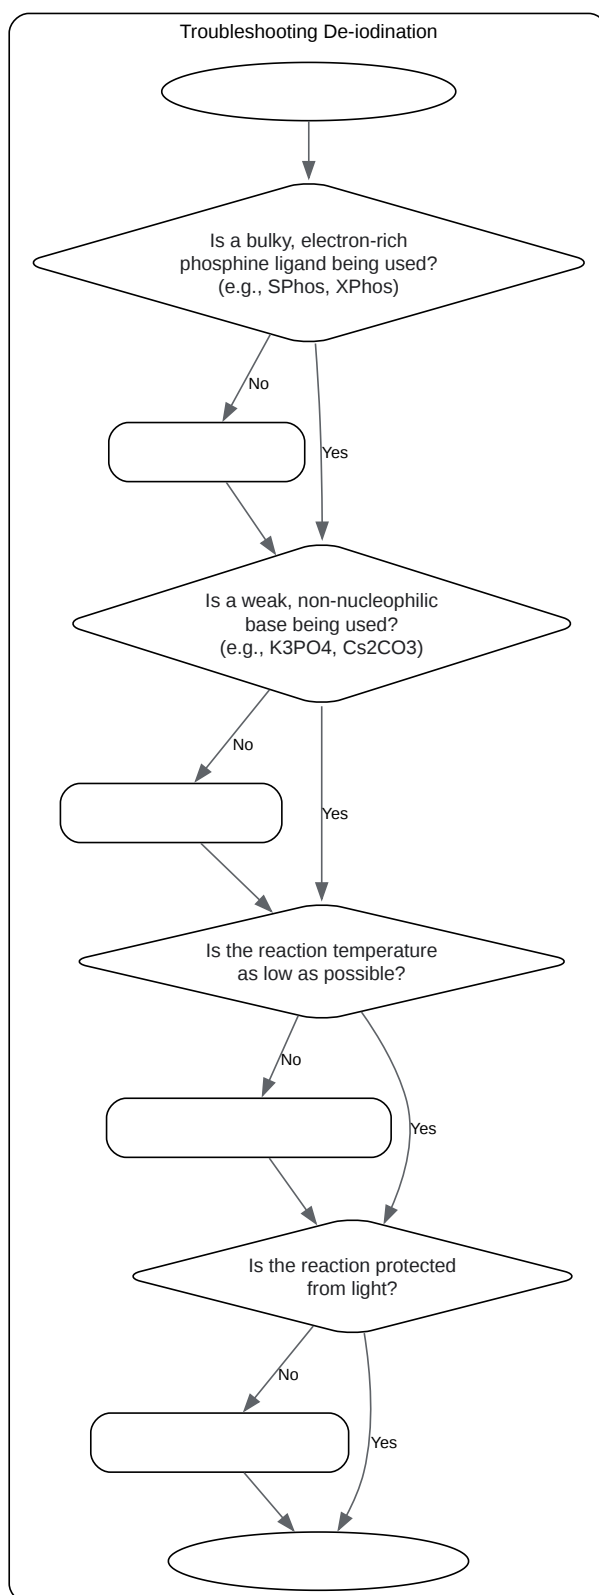 Troubleshooting De-iodination
Is a bulky, electron-rich
phosphine ligand being used?
(e.g., SPhos, XPhos)
No
Yes
Is a weak, non-nucleophilic
base being used?
(e.g., K3PO4, Cs2CO3)
No
Yes
Is the reaction temperature
as low as possible?
No
Yes
Is the reaction protected
from light?
No
Yes